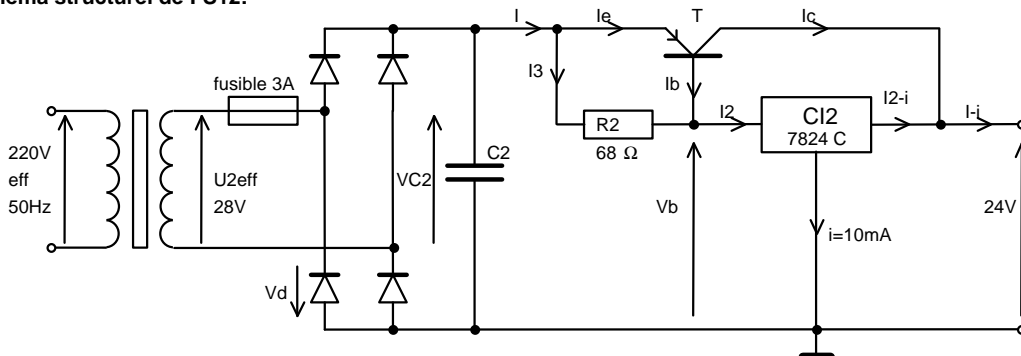 schéma structurel de FS12:
I
Ie
T
Ic
fusible 3A
I3
Ib
I2
CI2
7824 C
I2-i
I-i
R2
68 Ω
220V
eff
50Hz
U2eff
28V
VC2
C2
Vb
i=10mA
24V
Vd